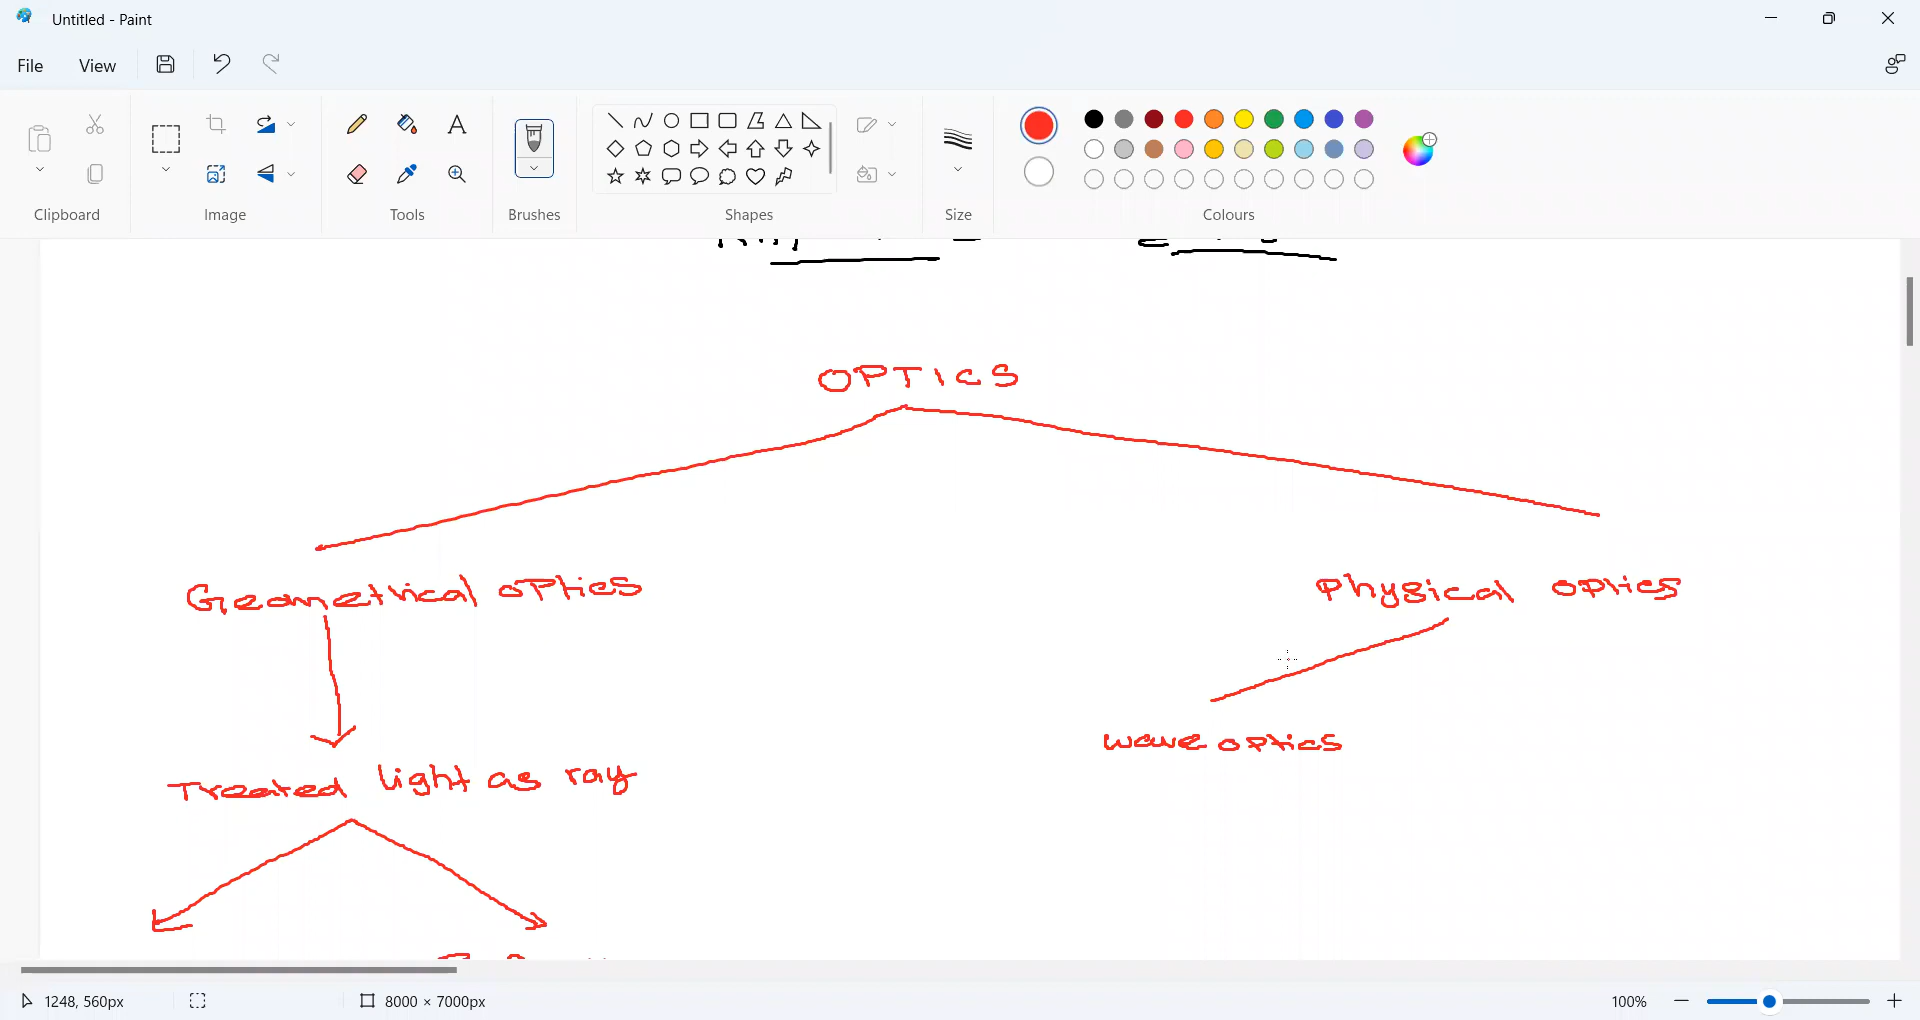 Untitled - Paint
File View
Clipboard Image Tools Brushes Shapes Size Colours
OPTICS
Geometrical optics
Physical optics
Treated light as ray
wave optics
1248, 560px 8000 × 7000px 100%